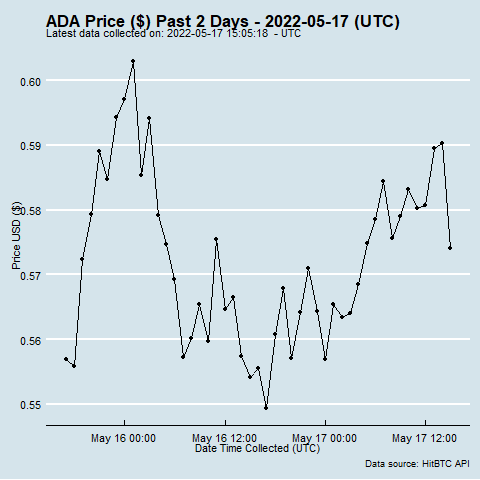 ADA Price ($) Past 2 Days - 2022-05-17 (UTC)
Latest data collected on: 2022-05-17 15:05:18 - UTC
0.60
0.59
0.58
0.57
0.56
0.55
Price USD ($)
May 16 00:00
May 16 12:00
May 17 00:00
May 17 12:00
Date Time Collected (UTC)
Data source: HitBTC API